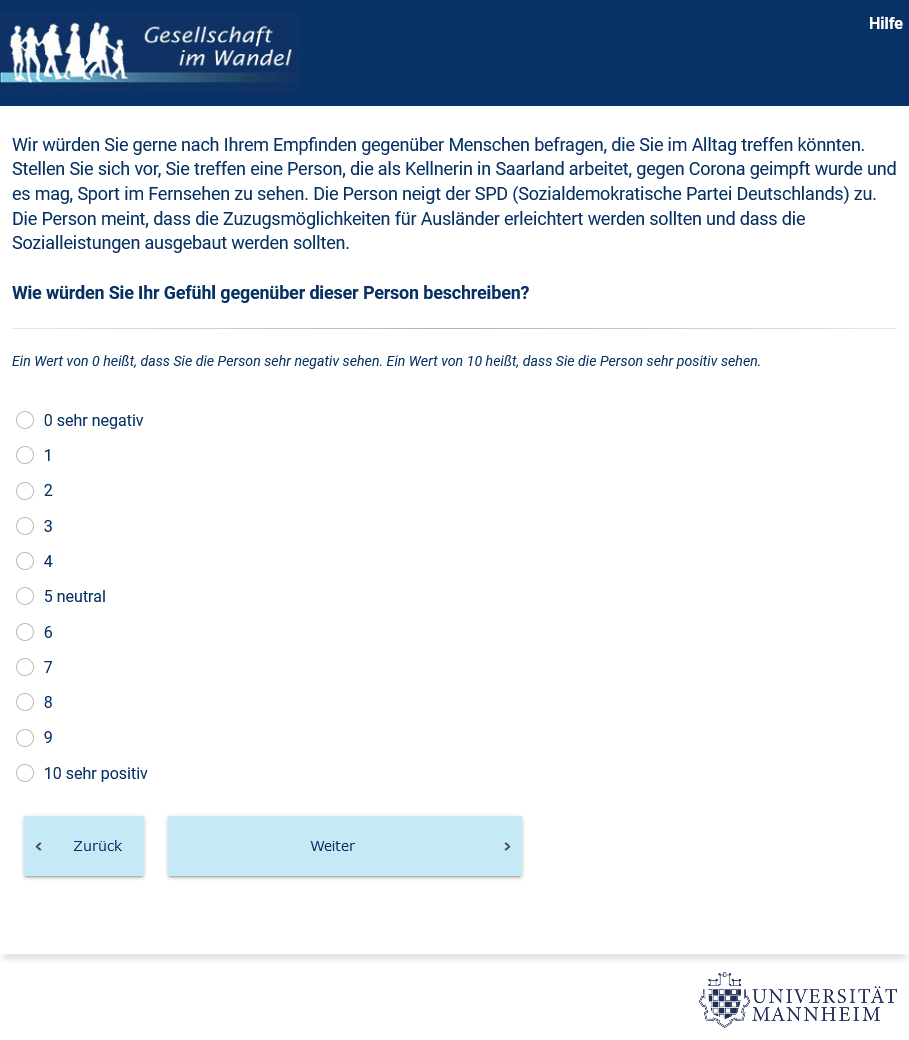 Gesellschaft
im Wandel
Hilfe
Wir würden Sie gerne nach Ihrem Empfinden gegenüber Menschen befragen, die Sie im Alltag treffen könnten.
Stellen Sie sich vor, Sie treffen eine Person, die als Kellnerin in Saarland arbeitet, gegen Corona geimpft wurde und
es mag, Sport im Fernsehen zu sehen. Die Person neigt der SPD (Sozialdemokratische Partei Deutschlands) zu.
Die Person meint, dass die Zuzugsmöglichkeiten für Ausländer erleichtert werden sollten und dass die
Sozialleistungen ausgebaut werden sollten.
Wie würden Sie Ihr Gefühl gegenüber dieser Person beschreiben?
Ein Wert von 0 heißt, dass Sie die Person sehr negativ sehen. Ein Wert von 10 heißt, dass Sie die Person sehr positiv sehen.
0 sehr negativ
1
2
3
4
5 neutral
6
7
8
9
10 sehr positiv
‹ Zurück
Weiter ›
UNIVERSITÄT
MANNHEIM